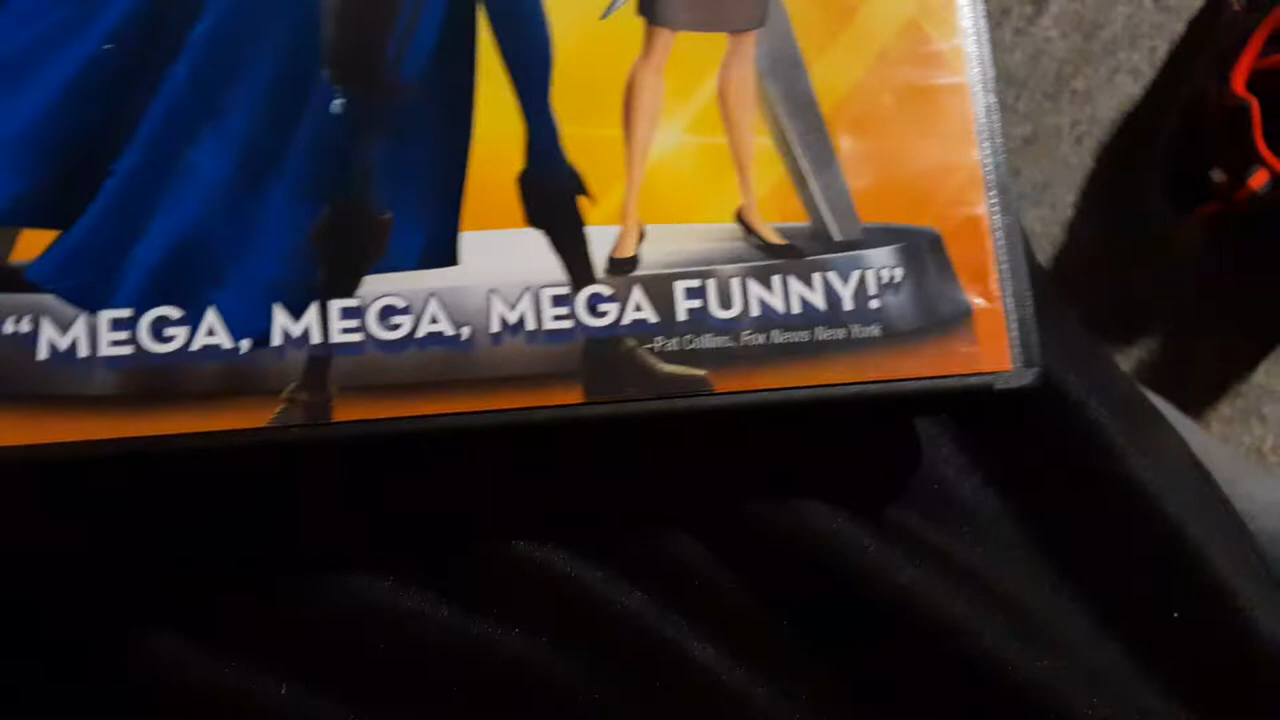 “MEGA, MEGA, MEGA FUNNY!”
–Pat Collins, Fox News New York